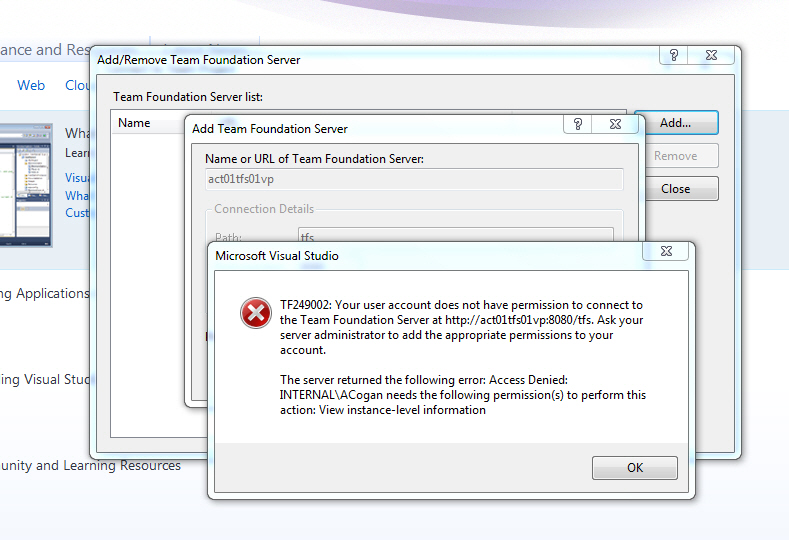 ance and Res
Add/Remove Team Foundation Server
Web
Team Foundation Server list:
Name
Add...
Remove
Close
Add Team Foundation Server
Name or URL of Team Foundation Server:
act01tfs01vp
Connection Details
Path:
tfs
Wha
Learn
Visua
Wha
Cust
Microsoft Visual Studio
TF249002: Your user account does not have permission to connect to
the Team Foundation Server at http://act01tfs01vp:8080/tfs. Ask your
server administrator to add the appropriate permissions to your
account.
The server returned the following error: Access Denied:
INTERNAL\ACogan needs the following permission(s) to perform this
action: View instance-level information
OK
ng Applications
ing Visual Stud
unity and Learning Resources